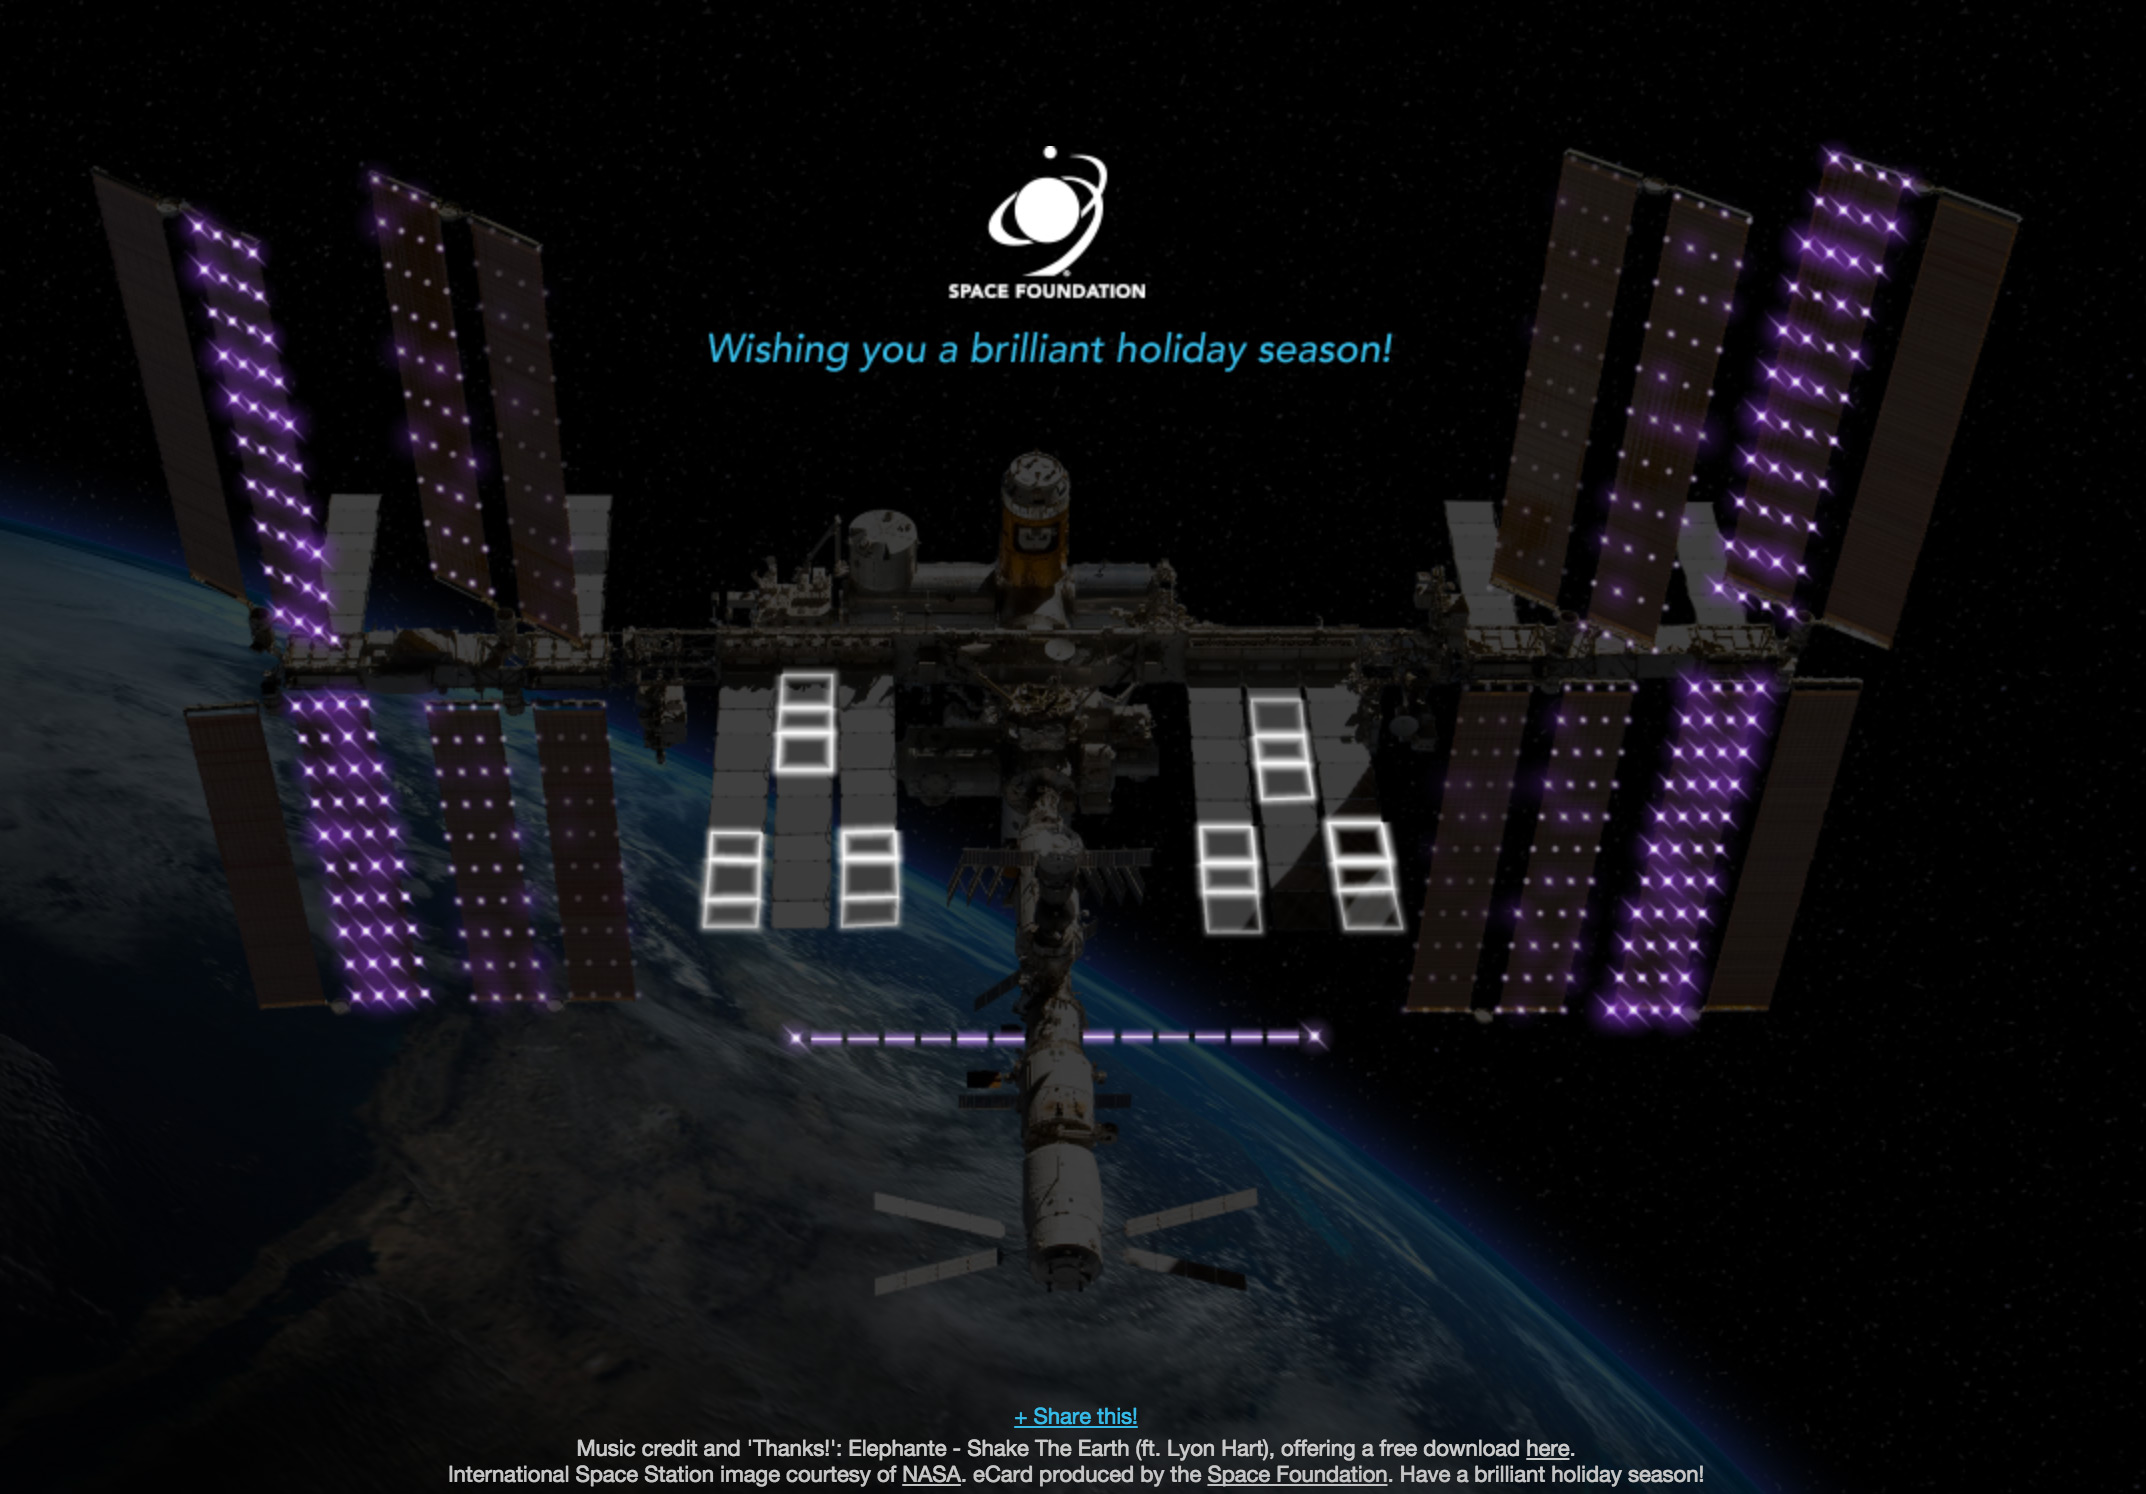 SPACE FOUNDATION
Wishing you a brilliant holiday season!
+ Share this!
Music credit and 'Thanks!': Elephante - Shake The Earth (ft. Lyon Hart), offering a free download here.
International Space Station image courtesy of NASA. eCard produced by the Space Foundation. Have a brilliant holiday season!